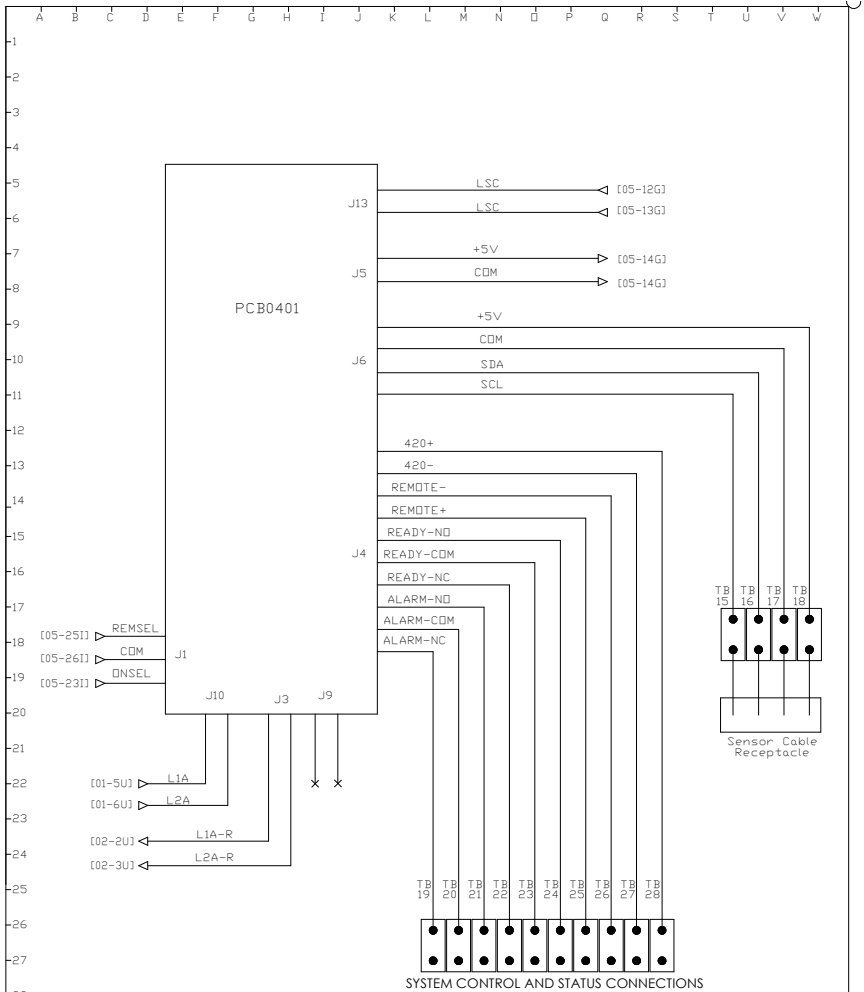 A B C D E F G H I J K L M N O P Q R S T U V W
1
2
3
4
5
LSC
[05-12G]
J13
LSC
[05-13G]
6
7
+5V
[05-14G]
J5
COM
[05-14G]
8
PCB0401
9
+5V
COM
10
J6
SDA
SCL
11
12
420+
13
420-
REMOTE-
14
REMOTE+
15
READY-NO
J4
READY-COM
16
READY-NC
17
ALARM-NO
ALARM-COM
18
ALARM-NC
TB 15
TB 16
TB 17
TB 18
[05-25I]
REMSEL
[05-26I]
COM
J1
19
[05-23I]
ONSEL
J10
J3
J9
20
Sensor Cable
Receptacle
21
22
[01-5U]
L1A
[01-6U]
L2A
23
[02-2U]
L1A-R
24
[02-3U]
L2A-R
25
TB 19
TB 20
TB 21
TB 22
TB 23
TB 24
TB 25
TB 26
TB 27
TB 28
26
27
SYSTEM CONTROL AND STATUS CONNECTIONS